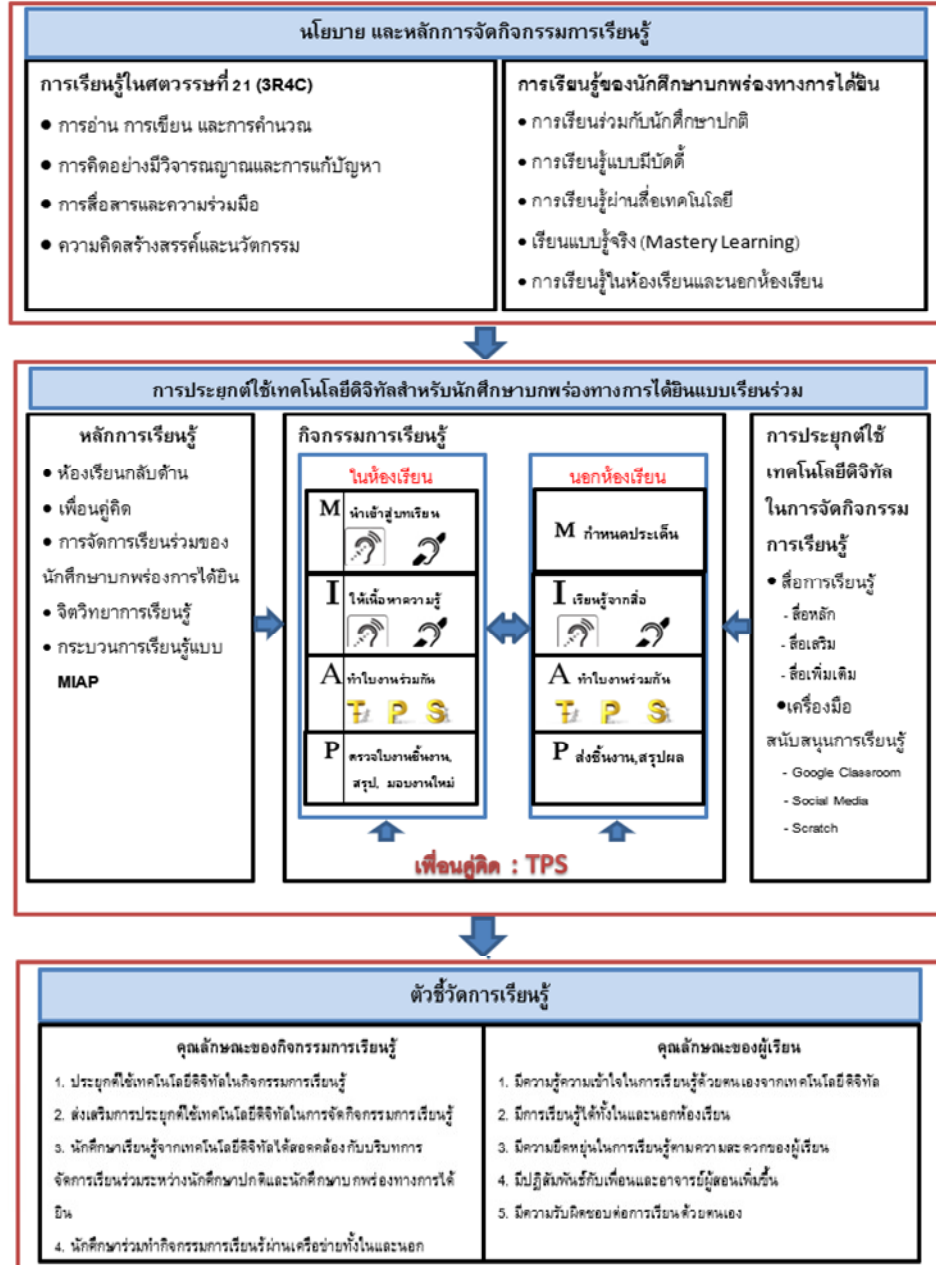 นโยบาย และหลักการจัดกิจกรรมการเรียนรู้
การเรียนรู้ในศตวรรษที่ 21 (3R4C)
● การอ่าน การเขียน และการคำนวณ
● การคิดอย่างมีวิจารณญาณและการแก้ปัญหา
● การสื่อสารและความร่วมมือ
● ความคิดสร้างสรรค์และนวัตกรรม
การเรียนรู้ของนักศึกษาบกพร่องทางการได้ยิน
● การเรียนร่วมกับนักศึกษาปกติ
● การเรียนรู้แบบมีบัดดี้
● การเรียนรู้ผ่านสื่อเทคโนโลยี
● เรียนแบบรู้จริง (Mastery Learning)
● การเรียนรู้ในห้องเรียนและนอกห้องเรียน
การประยุกต์ใช้เทคโนโลยีดิจิทัลสำหรับนักศึกษาบกพร่องทางการได้ยินแบบเรียนร่วม
หลักการเรียนรู้
● ห้องเรียนกลับด้าน
● เพื่อนคู่คิด
● การจัดการเรียนร่วมของ
นักศึกษาบกพร่องการได้ยิน
● จิตวิทยาการเรียนรู้
● กระบวนการเรียนรู้แบบ
MIAP
กิจกรรมการเรียนรู้
ในห้องเรียน
M นำเข้าสู่บทเรียน
I ให้เนื้อหาความรู้
A ทำใบงานร่วมกัน
T P S
P ตรวจใบงานชิ้นงาน,
สรุป, มอบงานใหม่
นอกห้องเรียน
M กำหนดประเด็น
I เรียนรู้จากสื่อ
A ทำใบงานร่วมกัน
T P S
P ส่งชิ้นงาน,สรุปผล
เพื่อนคู่คิด : TPS
การประยุกต์ใช้
เทคโนโลยีดิจิทัล
ในการจัดกิจกรรม
การเรียนรู้
● สื่อการเรียนรู้
- สื่อหลัก
- สื่อเสริม
- สื่อเพิ่มเติม
●เครื่องมือ
สนับสนุนการเรียนรู้
- Google Classroom
- Social Media
- Scratch
ตัวชี้วัดการเรียนรู้
คุณลักษณะของกิจกรรมการเรียนรู้
1. ประยุกต์ใช้เทคโนโลยีดิจิทัลในกิจกรรมการเรียนรู้
2. ส่งเสริมการประยุกต์ใช้เทคโนโลยีดิจิทัลในการจัดกิจกรรมการเรียนรู้
3. นักศึกษาเรียนรู้จากเทคโนโลยีดิจิทัลได้สอดคล้องกับบริบทการ
จัดการเรียนร่วมระหว่างนักศึกษาปกติและนักศึกษาบกพร่องทางการได้
ยิน
4. นักศึกษาร่วมทำกิจกรรมการเรียนรู้ผ่านเครือข่ายทั้งในและนอก
คุณลักษณะของผู้เรียน
1. มีความรู้ความเข้าใจในการเรียนรู้ด้วยตนเองจากเทคโนโลยีดิจิทัล
2. มีการเรียนรู้ได้ทั้งในและนอกห้องเรียน
3. มีความยืดหยุ่นในการเรียนรู้ตามความสะดวกของผู้เรียน
4. มีปฏิสัมพันธ์กับเพื่อนและอาจารย์ผู้สอนเพิ่มขึ้น
5. มีความรับผิดชอบต่อการเรียนด้วยตนเอง